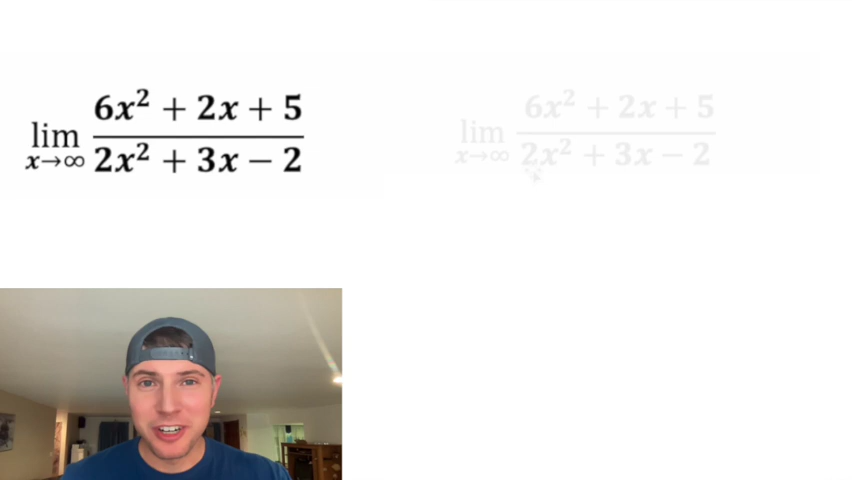 lim x→∞ 6x² + 2x + 5 / 2x² + 3x − 2
lim x→∞ 6x² + 2x + 5 / 2x² + 3x − 2